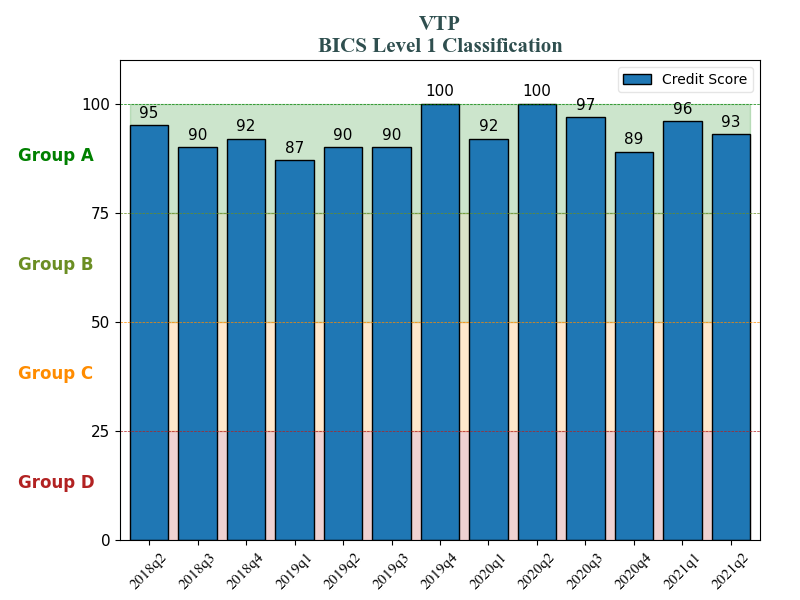 VTP
BICS Level 1 Classification
Credit Score
100
75
50
25
0
Group A
Group B
Group C
Group D
95
90
92
87
90
90
100
92
100
97
89
96
93
2018q2
2018q3
2018q4
2019q1
2019q2
2019q3
2019q4
2020q1
2020q2
2020q3
2020q4
2021q1
2021q2